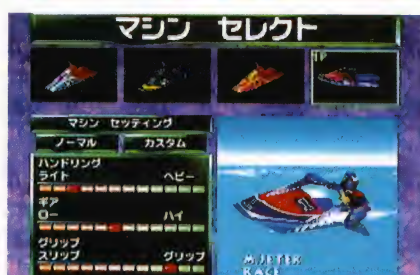 マシン セレクト
1P
マシン セッティング
ノーマル カスタム
ハンドリング
ライト ヘビー
ギア
ロー ハイ
グリップ
スリップ グリップ
M.JETER
RACE